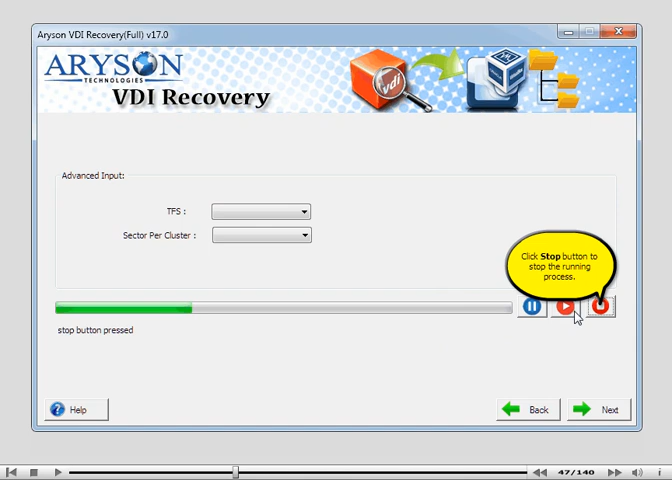 Aryson VDI Recovery(Full) v17.0
ARYSON
TECHNOLOGIES
VDI Recovery
vdi
Advanced Input:
TFS :
Sector Per Cluster :
Click Stop button to
stop the running
process.
stop button pressed
Help
Back
Next
47/140
i